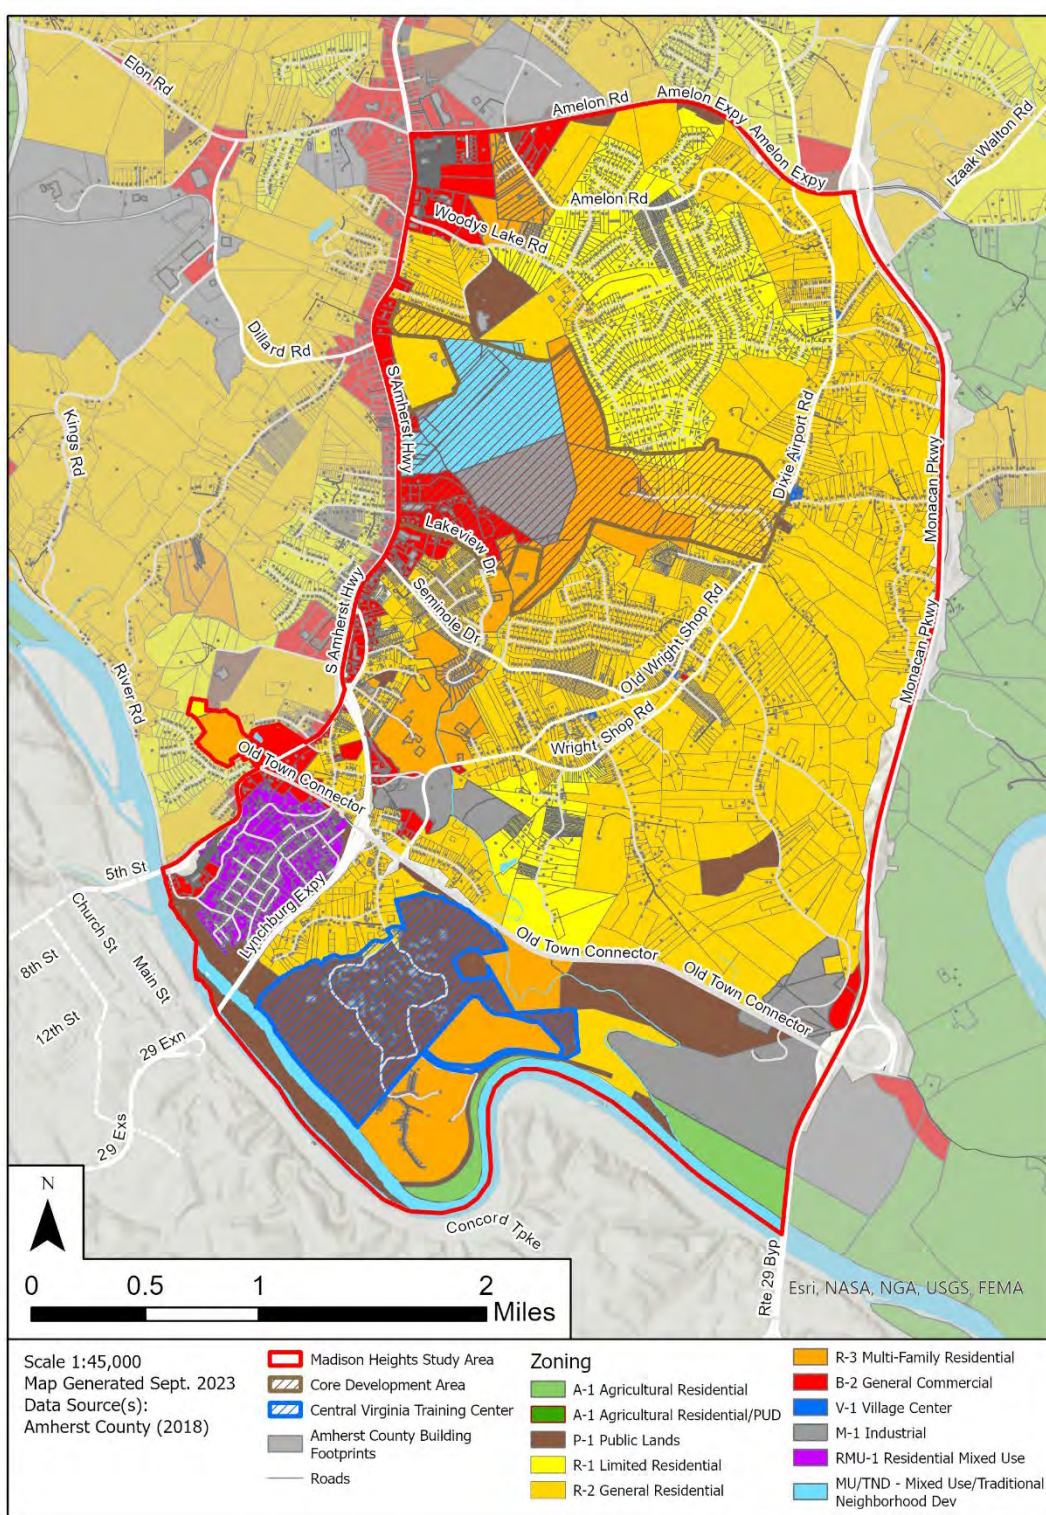 Elon Rd
Amelon Rd
Amelon Expy
Amelon Expy
Izaak Walton Rd
Amelon Rd
Woodys Lake Rd
Dillard Rd
S Amherst Hwy
Kings Rd
Dixie Airport Rd
Monacan Pkwy
Lakeview Dr
Seminole Dr
S Amherst Hwy
Old Wright Shop Rd
Monacan Pkwy
River Rd
Wright Shop Rd
Old Town Connector
5th St
Church St
Main St
Lynchburg Expy
8th St
12th St
Old Town Connector
Old Town Connector
29 Exn
29 Exs
Concord Tpke
Rte 29 Byp
N
0 0.5 1 2
Miles
Esri, NASA, NGA, USGS, FEMA
Scale 1:45,000
Map Generated Sept. 2023
Data Source(s):
Amherst County (2018)
Madison Heights Study Area
Core Development Area
Central Virginia Training Center
Amherst County Building
Footprints
Roads
Zoning
A-1 Agricultural Residential
A-1 Agricultural Residential/PUD
P-1 Public Lands
R-1 Limited Residential
R-2 General Residential
R-3 Multi-Family Residential
B-2 General Commercial
V-1 Village Center
M-1 Industrial
RMU-1 Residential Mixed Use
MU/TND - Mixed Use/Traditional
Neighborhood Dev